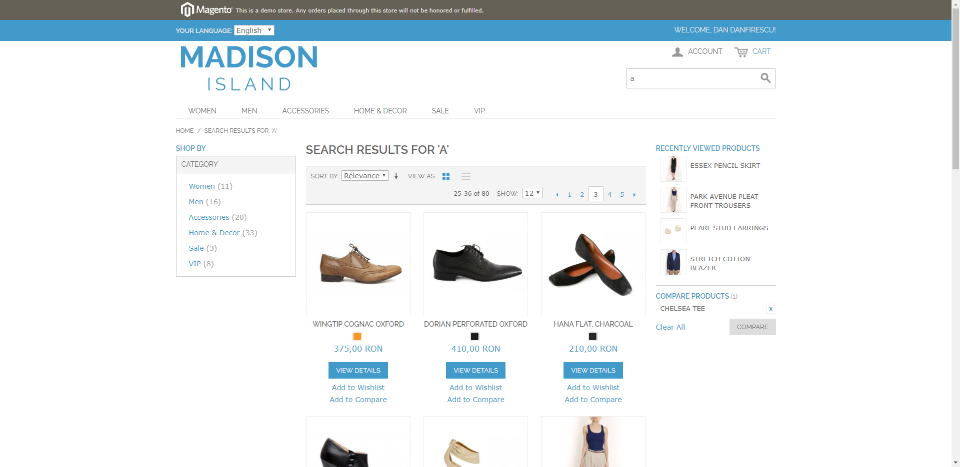 Magento This is a demo store. Any orders placed through this store will not be honored or fulfilled.
YOUR LANGUAGE: English WELCOME, DAN DANFIRESCU!
MADISON
ISLAND
ACCOUNT CART
a
WOMEN MEN ACCESSORIES HOME & DECOR SALE VIP
HOME / SEARCH RESULTS FOR: 'A'
SHOP BY
CATEGORY
Women (11)
Men (16)
Accessories (20)
Home & Decor (33)
Sale (3)
VIP (8)
SEARCH RESULTS FOR 'A'
SORT BY Relevance VIEW AS
25-36 of 80 SHOW: 12 1 2 3 4 5
WINGTIP COGNAC OXFORD
375,00 RON
VIEW DETAILS
Add to Wishlist
Add to Compare
DORIAN PERFORATED OXFORD
410,00 RON
VIEW DETAILS
Add to Wishlist
Add to Compare
HANA FLAT, CHARCOAL
210,00 RON
VIEW DETAILS
Add to Wishlist
Add to Compare
RECENTLY VIEWED PRODUCTS
ESSEX PENCIL SKIRT
PARK AVENUE PLEAT
FRONT TROUSERS
PEARL STUD EARRINGS
STRETCH COTTON
BLAZER
COMPARE PRODUCTS (1)
CHELSEA TEE x
Clear All COMPARE